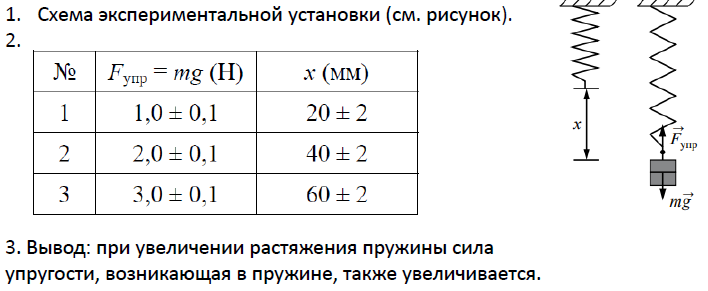 1. Схема экспериментальной установки (см. рисунок).
2.
№ Fупр = mg (Н) x (мм)
1 1,0 ± 0,1 20 ± 2
2 2,0 ± 0,1 40 ± 2
3 3,0 ± 0,1 60 ± 2
x
F⃗упр
mg⃗
3. Вывод: при увеличении растяжения пружины сила
упругости, возникающая в пружине, также увеличивается.